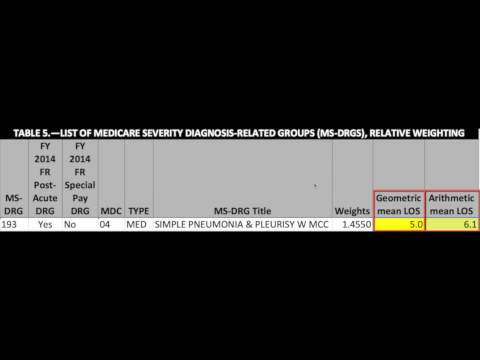 TABLE 5.—LIST OF MEDICARE SEVERITY DIAGNOSIS-RELATED GROUPS (MS-DRGS), RELATIVE WEIGHTING
MS-DRG
FY 2014 FR Post-Acute DRG
FY 2014 FR Special Pay DRG
MDC
TYPE
MS-DRG Title
Weights
Geometric mean LOS
Arithmetic mean LOS
193 Yes No 04 MED SIMPLE PNEUMONIA & PLEURISY W MCC 1.4550 5.0 6.1